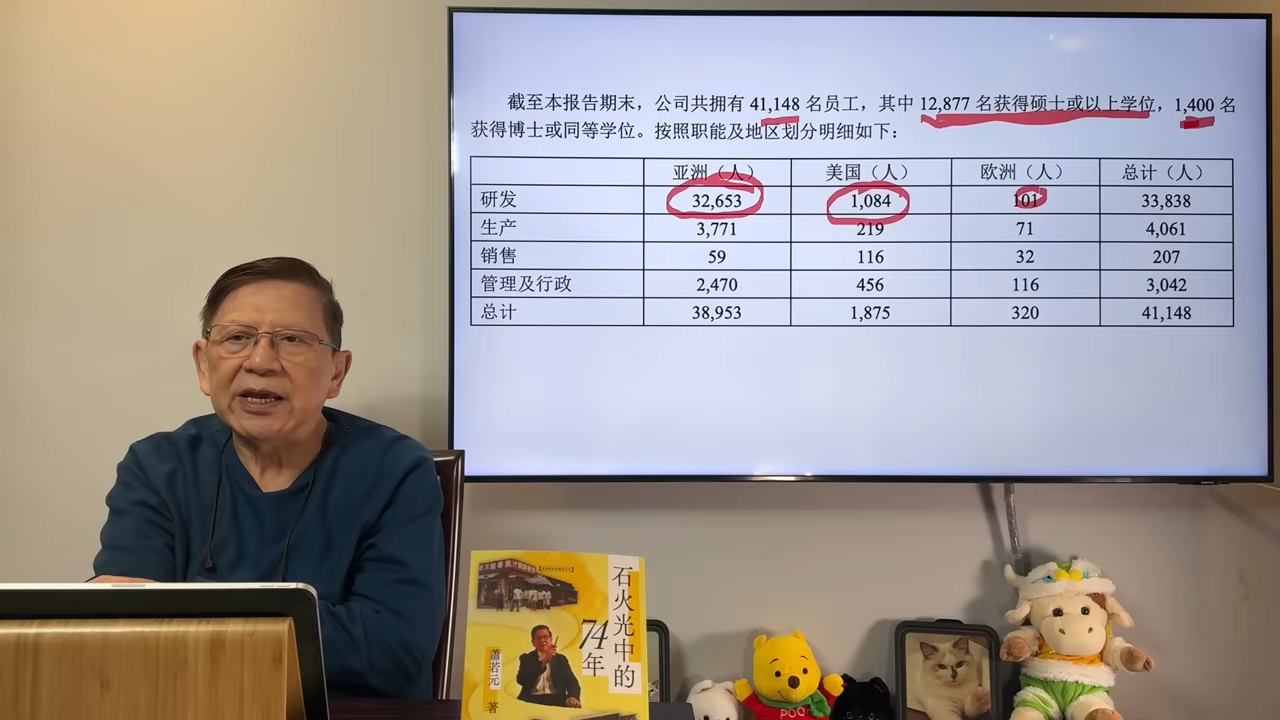 截至本报告期末，公司共拥有 41,148 名员工，其中 12,877 名获得硕士或以上学位，1,400 名
获得博士或同等学位。按照职能及地区划分明细如下：
亚洲（人） 美国（人） 欧洲（人） 总计（人）
研发 32,653 1,084 101 33,838
生产 3,771 219 71 4,061
销售 59 116 32 207
管理及行政 2,470 456 116 3,042
总计 38,953 1,875 320 41,148
石火光中的
74年
蕭若元 著
POOH